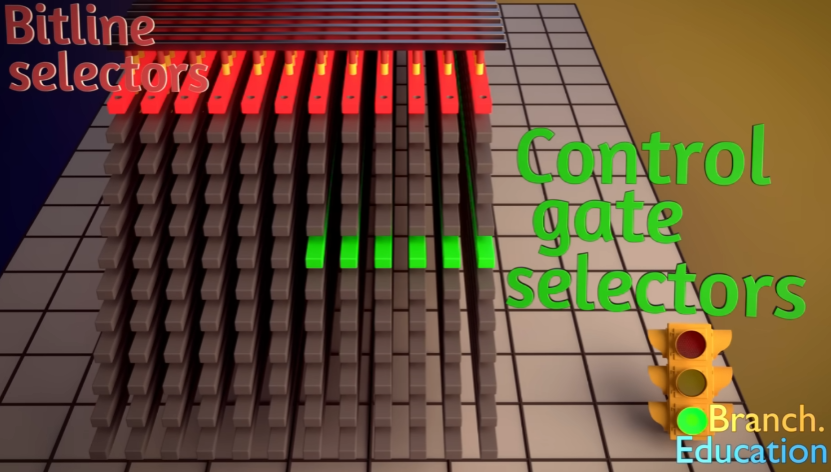 Bitline
selectors
Control
gate
selectors
Branch.
Education